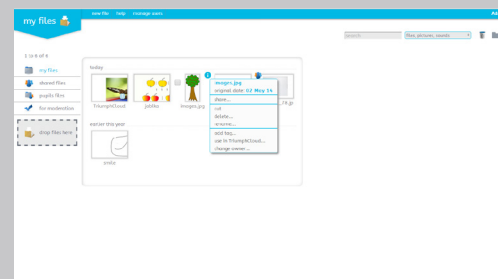 my files
new file help manage users
search
files, pictures, sounds
1 to 6 of 6
my files
shared files
pupils files
for moderation
drop files here
today
TriumphCloud...
jablka
images.jpg
images.jpg
original date: 02 May 14
share...
cut
delete...
rename...
add tag...
use in TriumphCloud...
change owner...
earlier this year